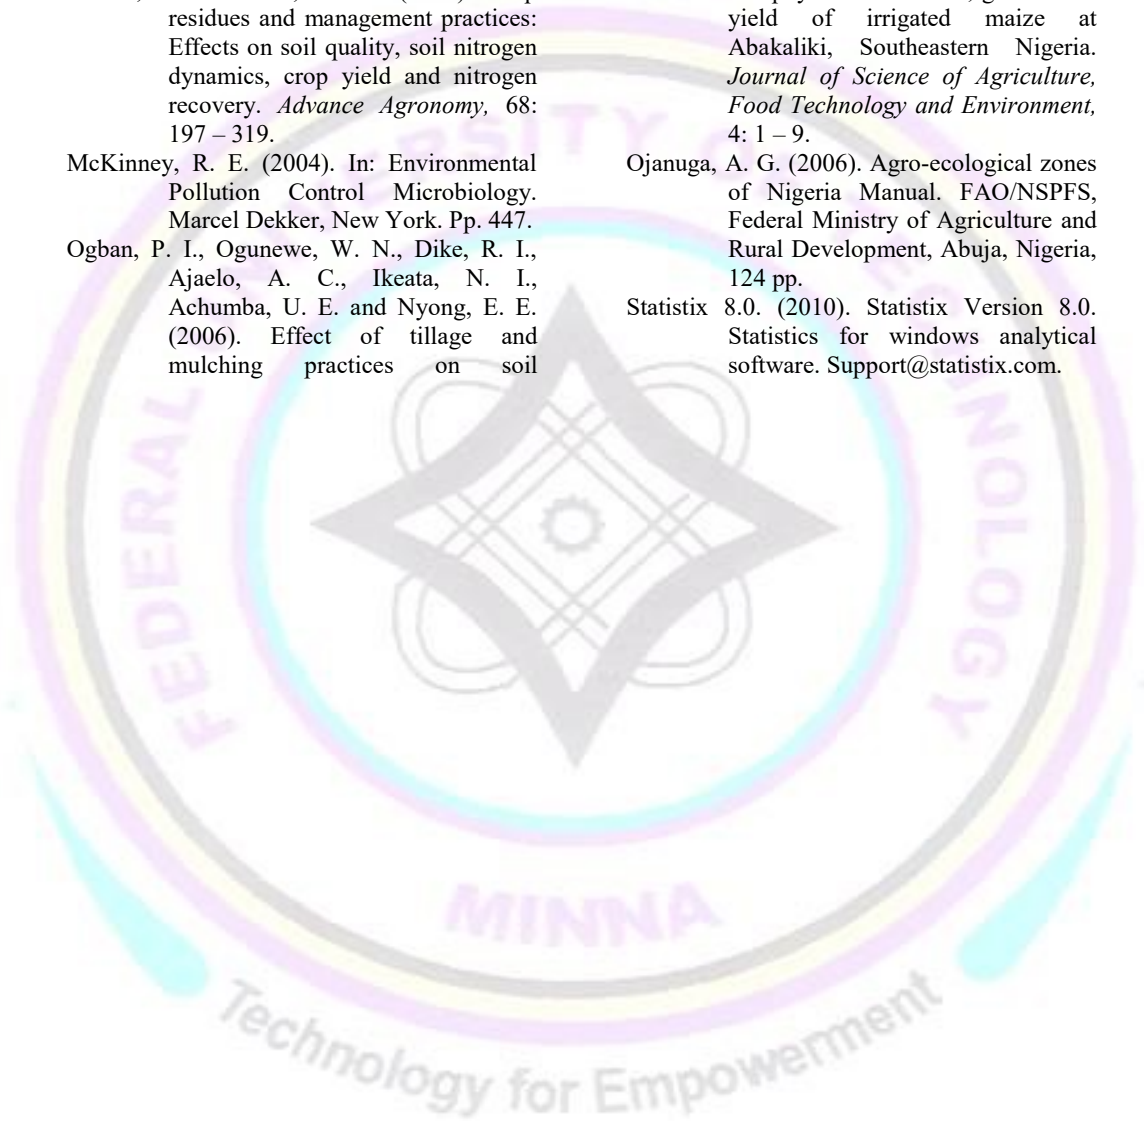 residues and management practices:
Effects on soil quality, soil nitrogen
dynamics, crop yield and nitrogen
recovery. Advance Agronomy, 68:
197 – 319.
McKinney, R. E. (2004). In: Environmental
Pollution Control Microbiology.
Marcel Dekker, New York. Pp. 447.
Ogban, P. I., Ogunewe, W. N., Dike, R. I.,
Ajaelo, A. C., Ikeata, N. I.,
Achumba, U. E. and Nyong, E. E.
(2006). Effect of tillage and
mulching practices on soil
yield of irrigated maize at
Abakaliki, Southeastern Nigeria.
Journal of Science of Agriculture,
Food Technology and Environment,
4: 1 – 9.
Ojanuga, A. G. (2006). Agro-ecological zones
of Nigeria Manual. FAO/NSPFS,
Federal Ministry of Agriculture and
Rural Development, Abuja, Nigeria,
124 pp.
Statistix 8.0. (2010). Statistix Version 8.0.
Statistics for windows analytical
software. Support@statistix.com.
FEDERAL
MINNA
Technology for Empowerment